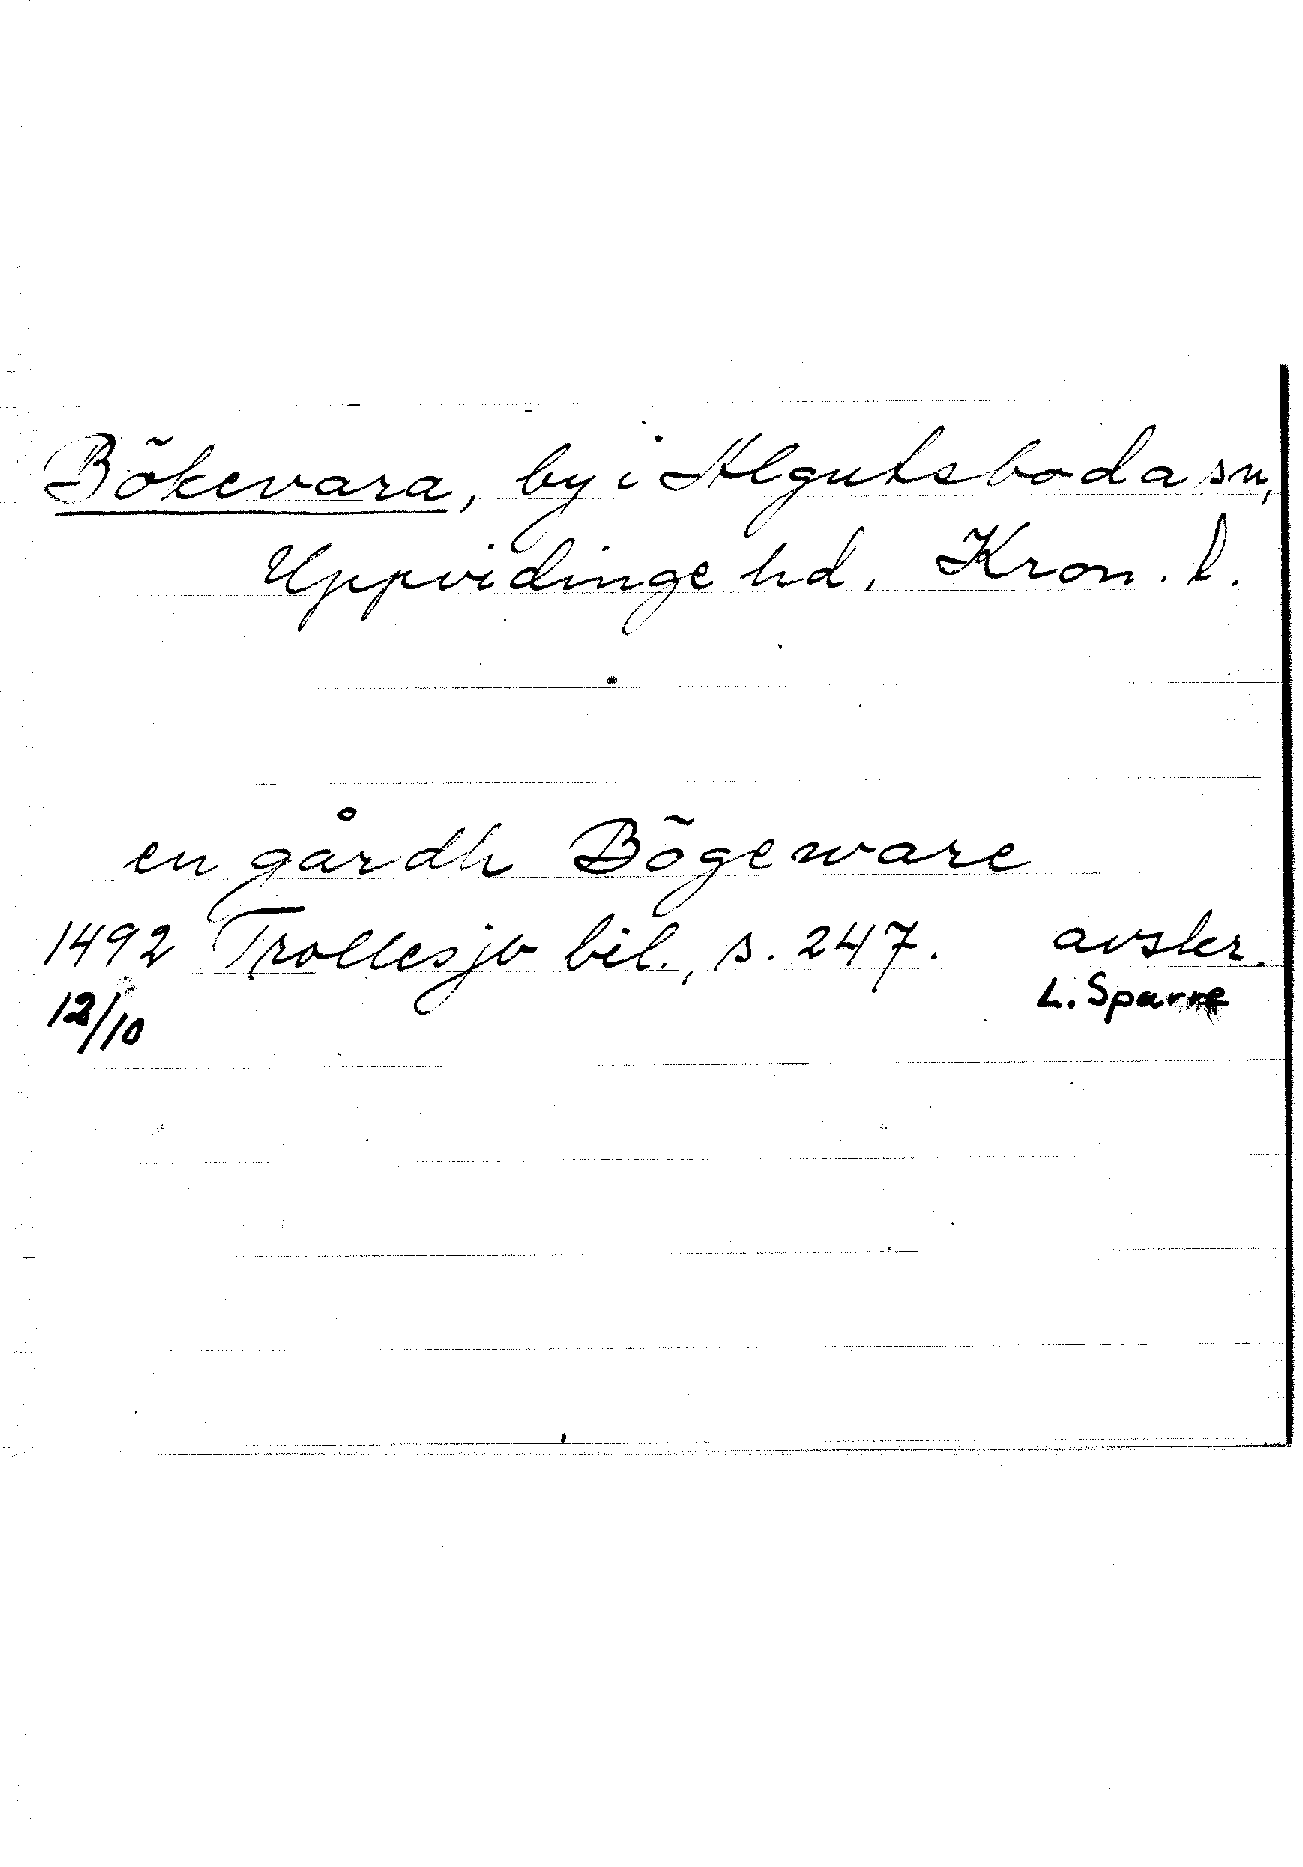 Bökevara, by i Algutsboda sn,
Uppvidinge hd, Kron. l.
en gårdh Bögeware
1492 Trollesjö bil., s. 247. avskr.
12/10 L. Sparre